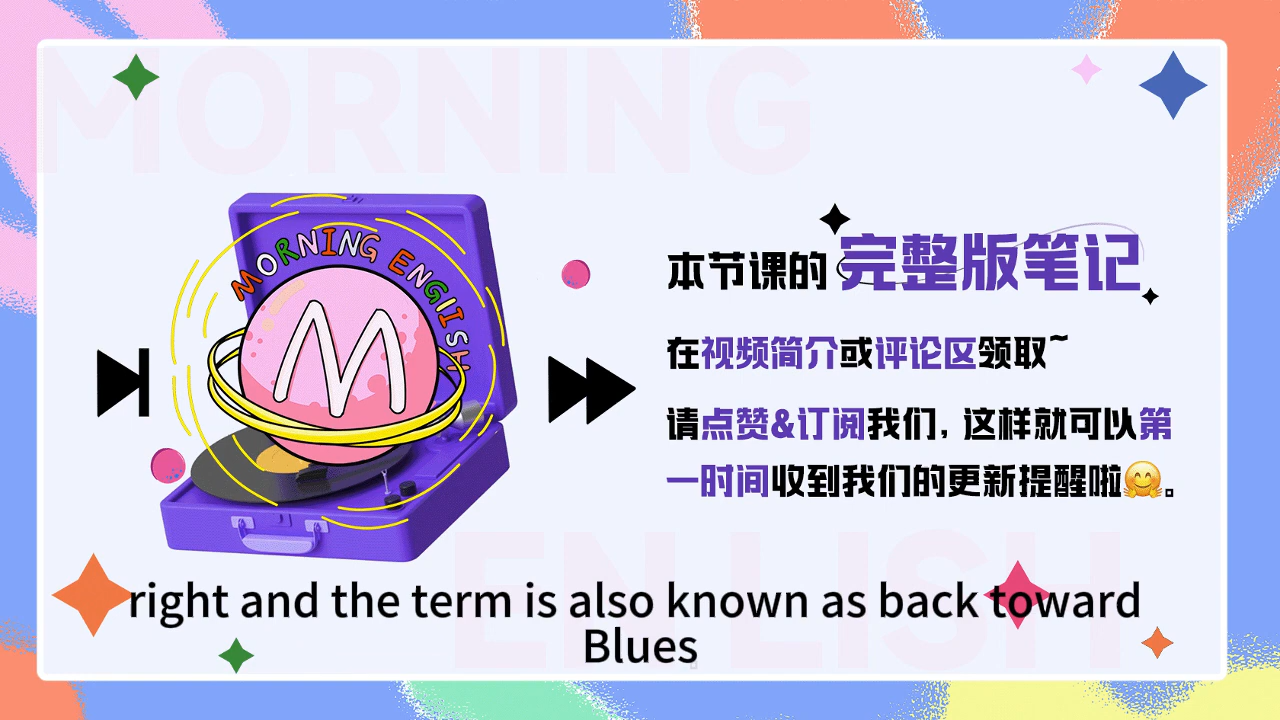 MORNING
MORNING ENGLISH
M
本节课的 完整版笔记
在视频简介或评论区领取~
请点赞&订阅我们, 这样就可以第
一时间收到我们的更新提醒啦🤗。
right and the term is also known as back toward
Blues